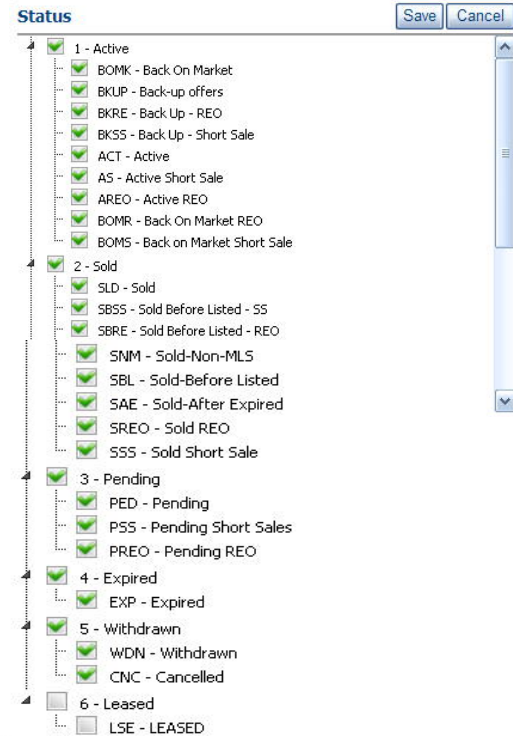 Status Save Cancel
1 - Active
BOMK - Back On Market
BKUP - Back-up offers
BKRE - Back Up - REO
BKSS - Back Up - Short Sale
ACT - Active
AS - Active Short Sale
AREO - Active REO
BOMR - Back On Market REO
BOMS - Back on Market Short Sale
2 - Sold
SLD - Sold
SBSS - Sold Before Listed - SS
SBRE - Sold Before Listed - REO
SNM - Sold-Non-MLS
SBL - Sold-Before Listed
SAE - Sold-After Expired
SREO - Sold REO
SSS - Sold Short Sale
3 - Pending
PED - Pending
PSS - Pending Short Sales
PREO - Pending REO
4 - Expired
EXP - Expired
5 - Withdrawn
WDN - Withdrawn
CNC - Cancelled
6 - Leased
LSE - LEASED